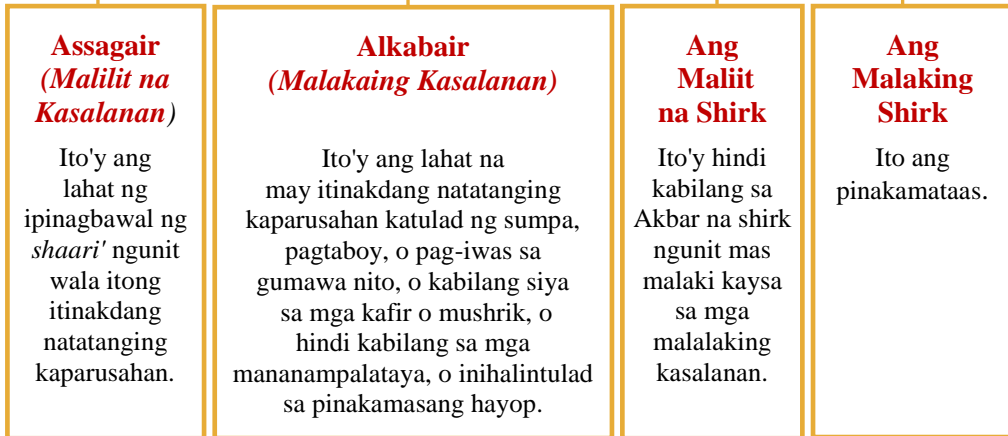 Assagair
(Malilit na
Kasalanan)
Ito'y ang
lahat ng
ipinagbawal ng
shaari' ngunit
wala itong
itinakdang
natatanging
kaparusahan.
Alkabair
(Malakaing Kasalanan)
Ito'y ang lahat na
may itinakdang natatanging
kaparusahan katulad ng sumpa,
pagtaboy, o pag-iwas sa
gumawa nito, o kabilang siya
sa mga kafir o mushrik, o
hindi kabilang sa mga
mananampalataya, o inihalintulad
sa pinakamasang hayop.
Ang
Maliit
na Shirk
Ito'y hindi
kabilang sa
Akbar na shirk
ngunit mas
malaki kaysa
sa mga
malalaking
kasalanan.
Ang
Malaking
Shirk
Ito ang
pinakamataas.